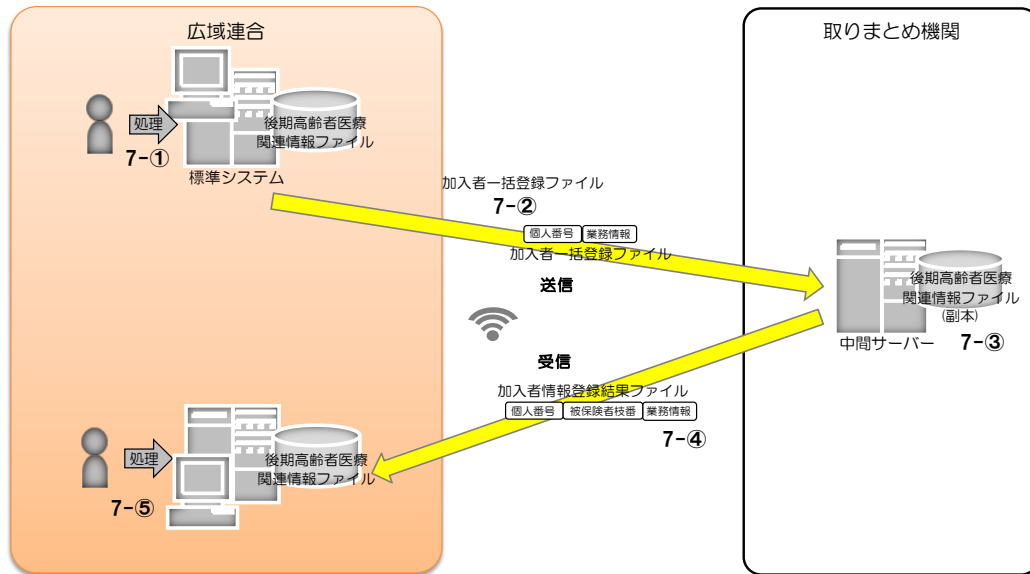 広域連合
取りまとめ機関
処理
7-①
後期高齢者医療
関連情報ファイル
標準システム
加入者一括登録ファイル
7-②
個人番号 業務情報
加入者一括登録ファイル
送信
後期高齢者医療
関連情報ファイル
(副本)
中間サーバー
7-③
受信
加入者情報登録結果ファイル
個人番号 被保険者枝番 業務情報
7-④
処理
7-⑤
後期高齢者医療
関連情報ファイル